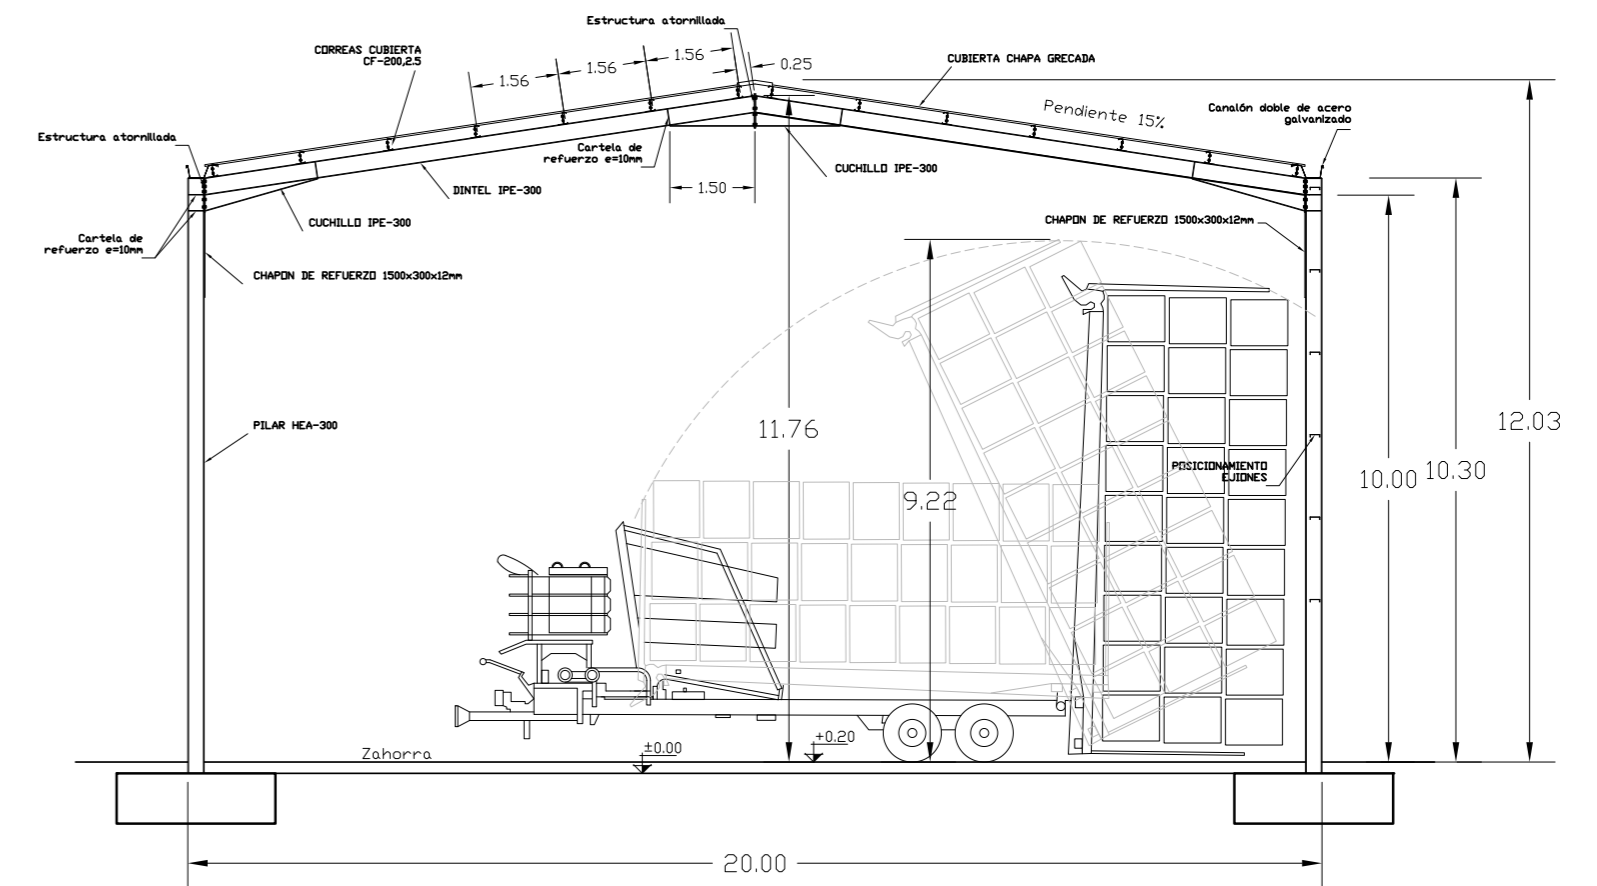 Estructura atornillada
CORREAS CUBIERTA
CF-200,2.5
1.56
1.56
1.56
0.25
CUBIERTA CHAPA GRECADA
Pendiente 15%
Canalón doble de acero
galvanizado
Estructura atornillada
Cartela de
refuerzo e=10mm
CUCHILLO IPE-300
DINTEL IPE-300
1.50
CUCHILLO IPE-300
CHAPON DE REFUERZO 1500x300x12mm
Cartela de
refuerzo e=10mm
CHAPON DE REFUERZO 1500x300x12mm
PILAR HEA-300
11.76
9.22
POSICIONAMIENTO
EJIONES
10.00
10.30
12.03
Zahorra
±0.00
+0.20
20.00